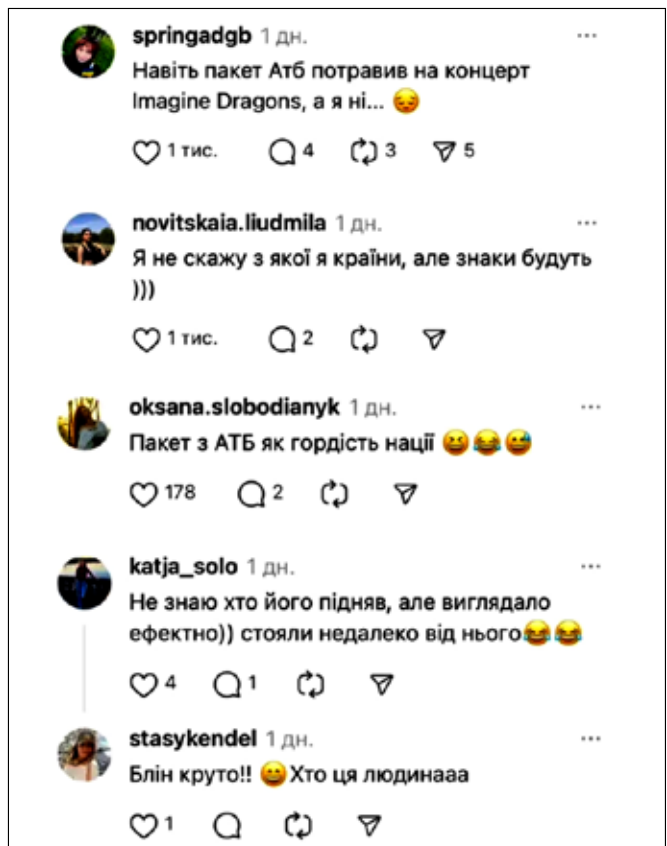 springadgb 1 дн.
Навіть пакет Атб потравив на концерт
Imagine Dragons, а я ні... 😔
1 тис. 4 3 5
novitskaia.liudmila 1 дн.
Я не скажу з якої я країни, але знаки будуть
)))
1 тис. 2
oksana.slobodianyk 1 дн.
Пакет з АТБ як гордість нації 😆😂😅
178 2
katja_solo 1 дн.
Не знаю хто його підняв, але виглядало
ефектно)) стояли недалеко від нього😂😂
4 1
stasykendel 1 дн.
Блін круто!! 😄Хто ця людинааа
1